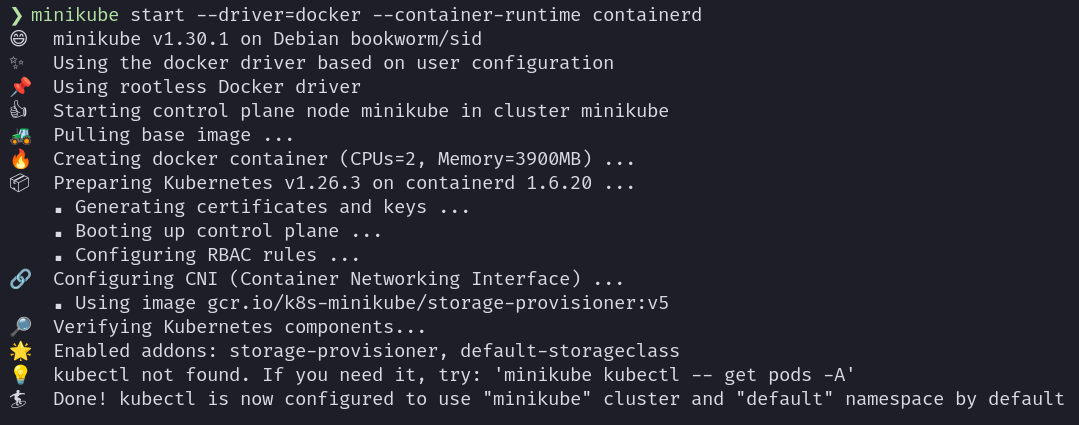 ❯ minikube start --driver=docker --container-runtime containerd
😄 minikube v1.30.1 on Debian bookworm/sid
✨ Using the docker driver based on user configuration
📌 Using rootless Docker driver
👍 Starting control plane node minikube in cluster minikube
🚜 Pulling base image ...
🔥 Creating docker container (CPUs=2, Memory=3900MB) ...
📦 Preparing Kubernetes v1.26.3 on containerd 1.6.20 ...
▪ Generating certificates and keys ...
▪ Booting up control plane ...
▪ Configuring RBAC rules ...
🔗 Configuring CNI (Container Networking Interface) ...
▪ Using image gcr.io/k8s-minikube/storage-provisioner:v5
🔎 Verifying Kubernetes components...
🌟 Enabled addons: storage-provisioner, default-storageclass
💡 kubectl not found. If you need it, try: 'minikube kubectl -- get pods -A'
🏄 Done! kubectl is now configured to use "minikube" cluster and "default" namespace by default